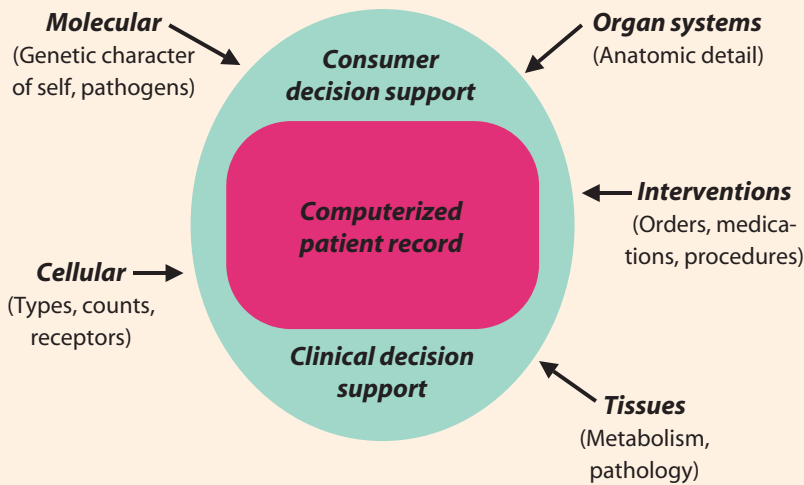 Molecular
(Genetic character
of self, pathogens)
Organ systems
(Anatomic detail)
Consumer
decision support
Computerized
patient record
Interventions
(Orders, medica-
tions, procedures)
Cellular
(Types, counts,
receptors)
Clinical decision
support
Tissues
(Metabolism,
pathology)